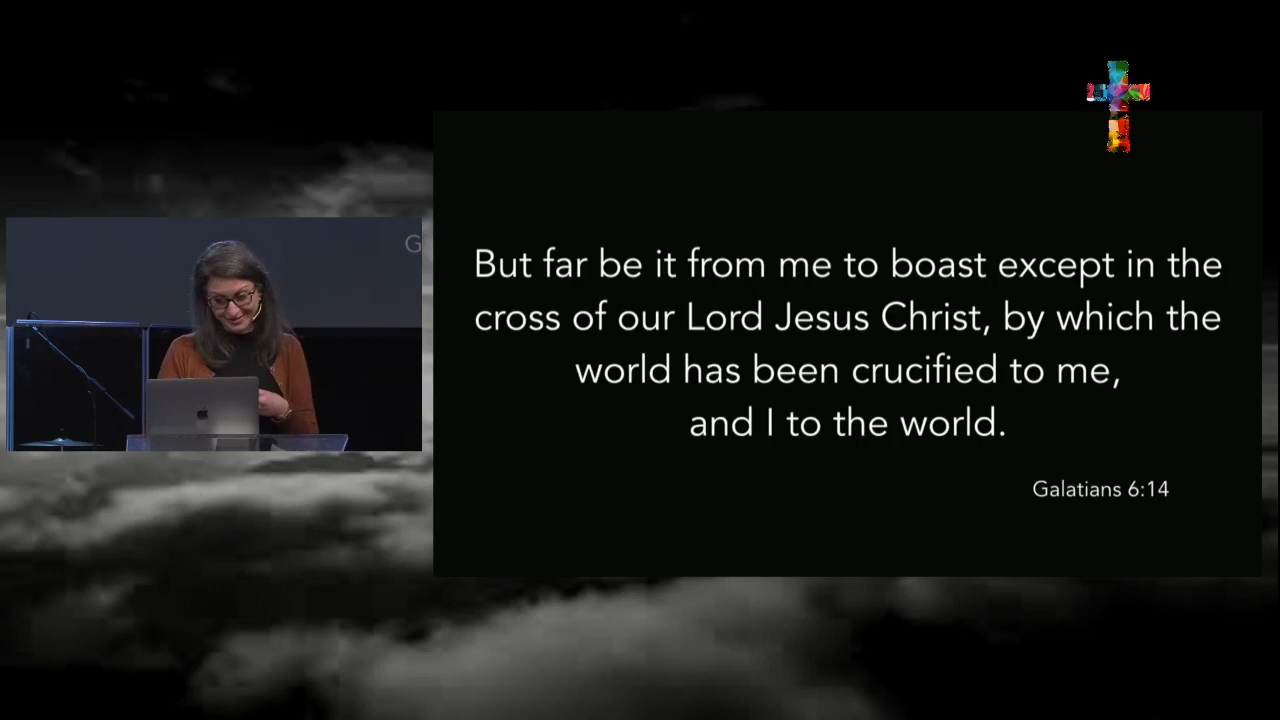 G
But far be it from me to boast except in the
cross of our Lord Jesus Christ, by which the
world has been crucified to me,
and I to the world.
Galatians 6:14